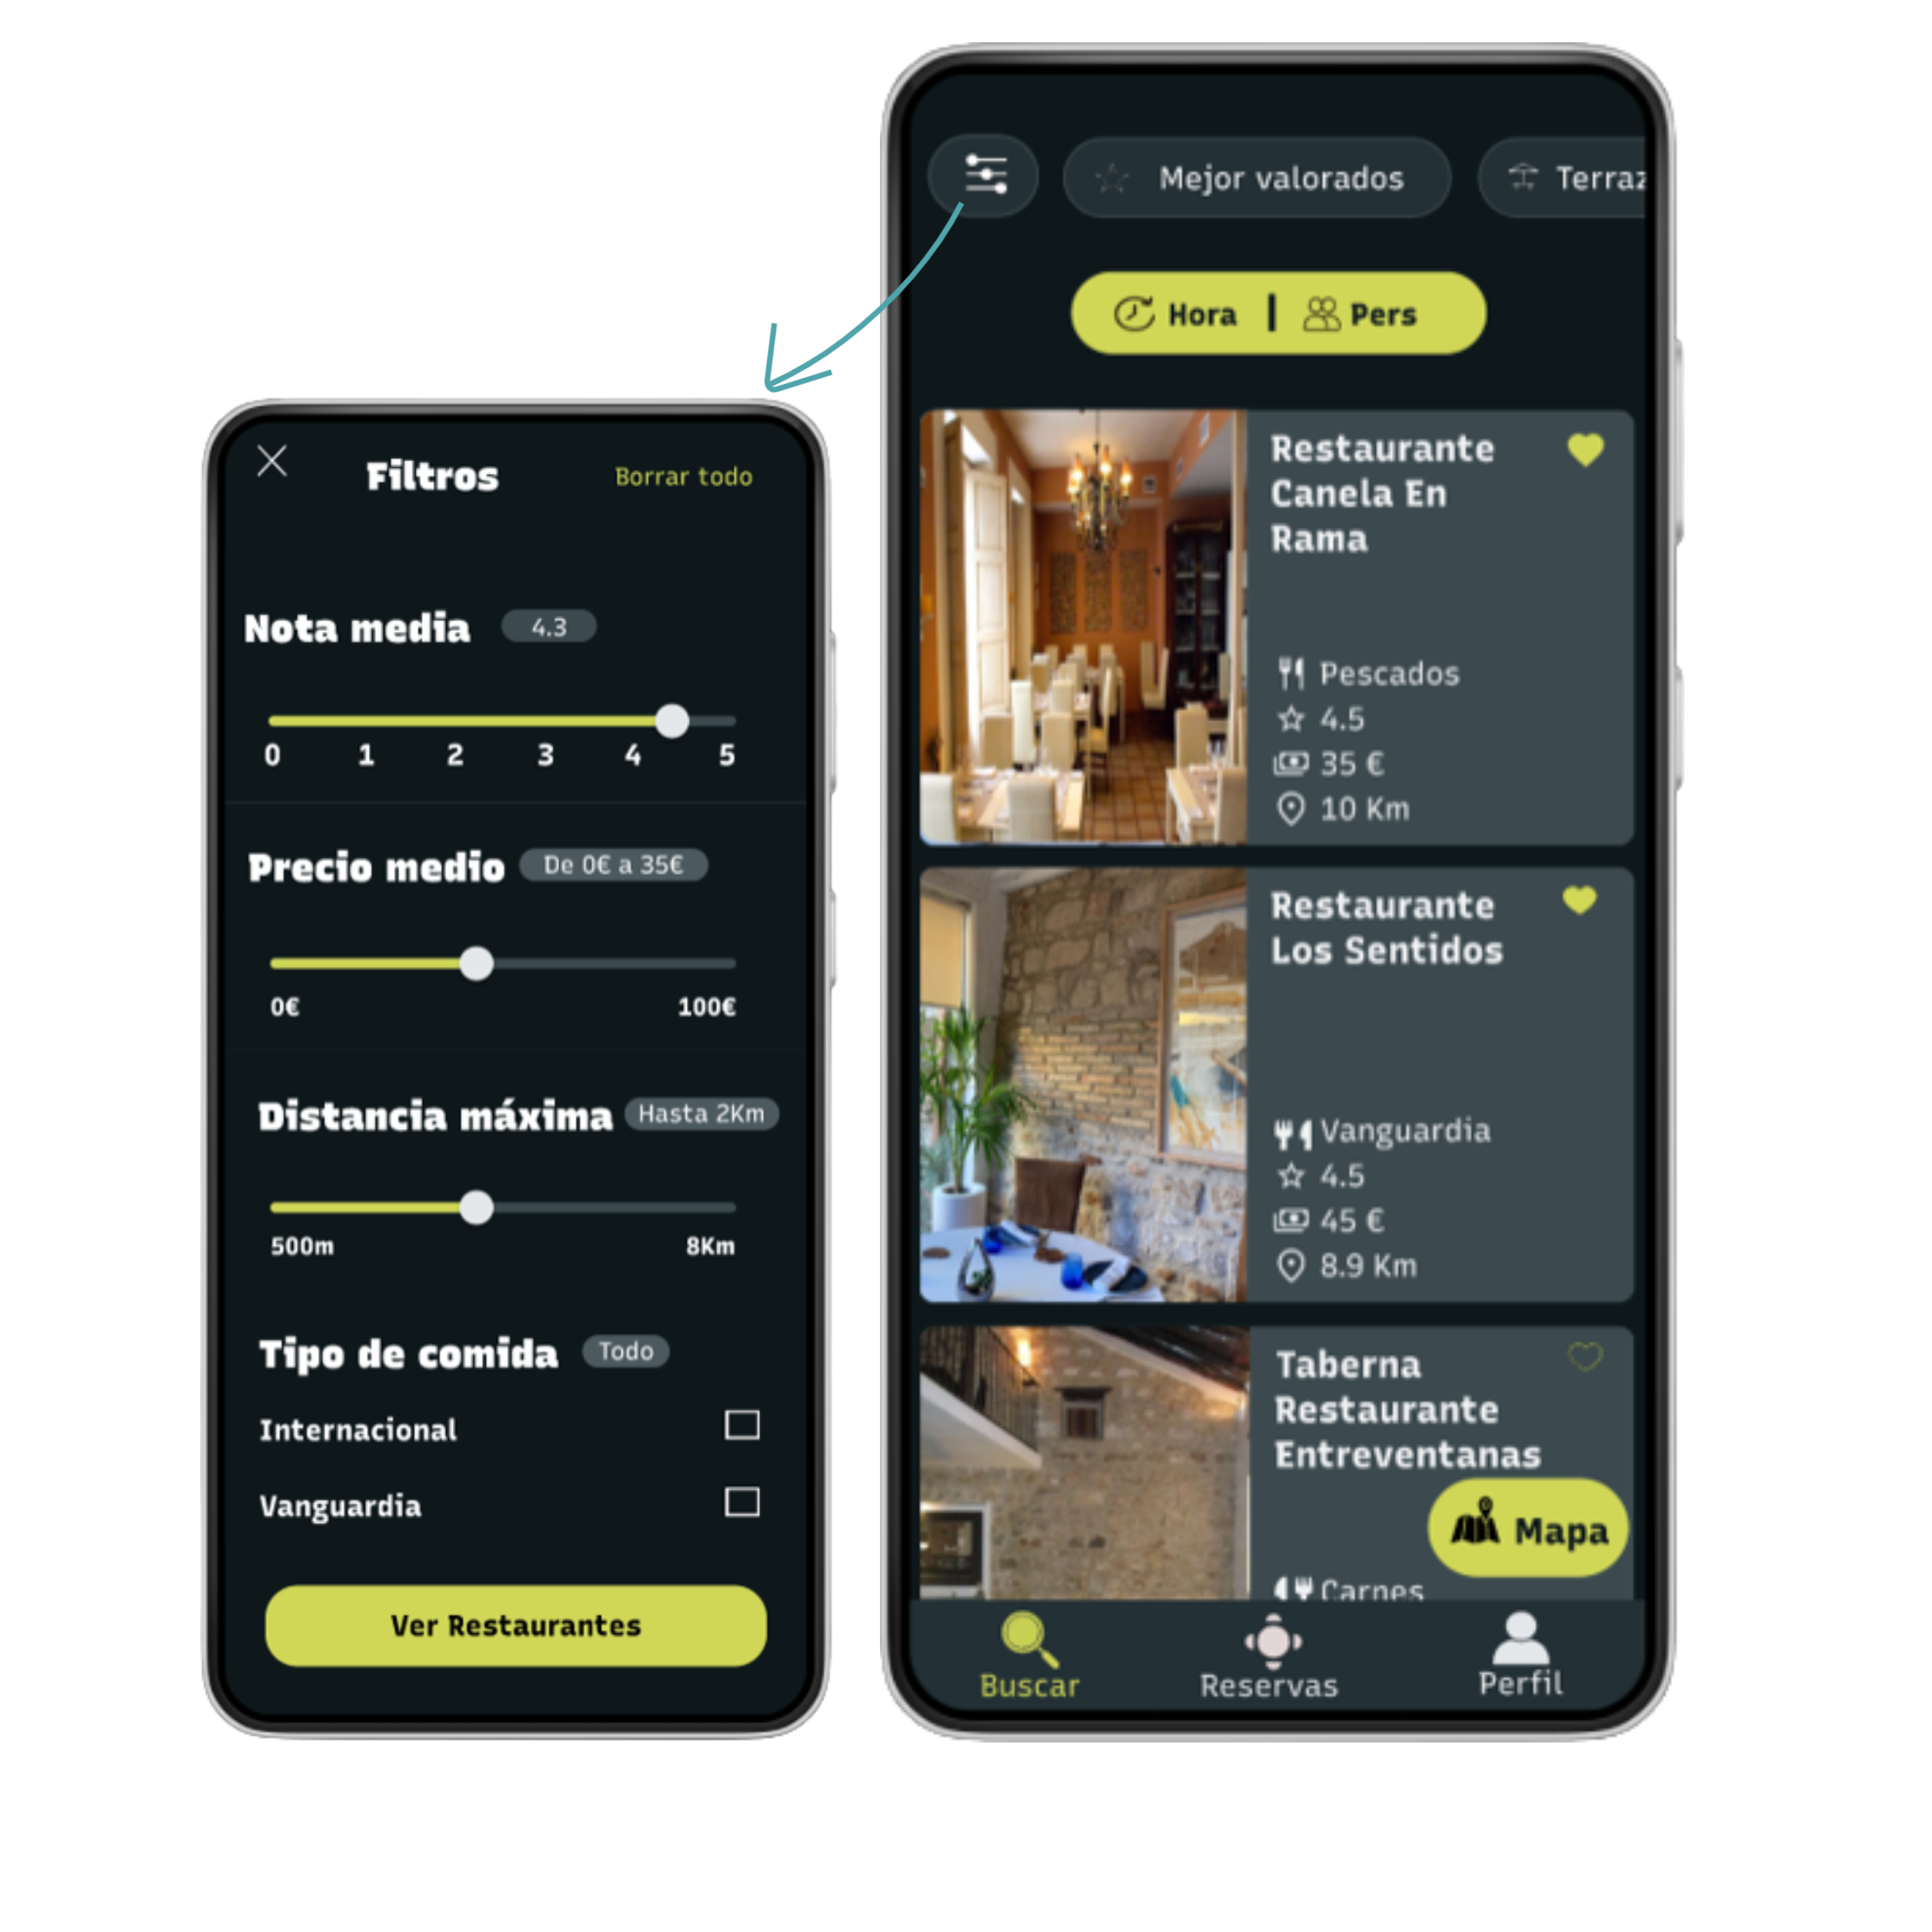 Filtros
Borrar todo
Nota media
4.3
0 1 2 3 4 5
Precio medio
De 0€ a 35€
0€ 100€
Distancia máxima
Hasta 2Km
500m 8Km
Tipo de comida
Todo
Internacional
Vanguardia
Ver Restaurantes
Mejor valorados
Terraz
Hora | Pers
Restaurante
Canela En
Rama
Pescados
4.5
35 €
10 Km
Restaurante
Los Sentidos
Vanguardia
4.5
45 €
8.9 Km
Taberna
Restaurante
Entreventanas
Mapa
Carnes
Buscar
Reservas
Perfil